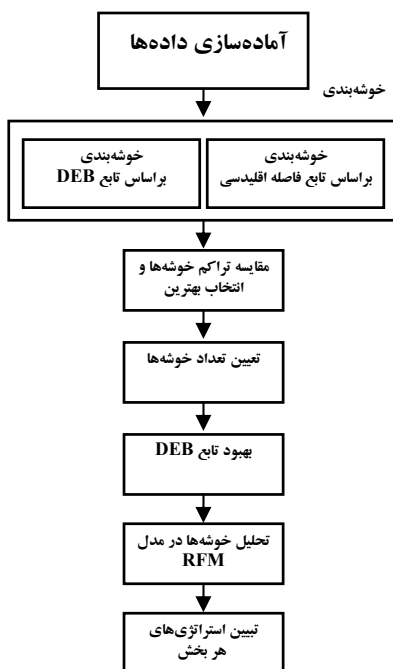 آماده‌سازی داده‌ها
خوشه‌بندی
خوشه‌بندی
براساس تابع فاصله اقلیدسی
خوشه‌بندی
براساس تابع DEB
مقایسه تراکم خوشه‌ها و
انتخاب بهترین
تعیین تعداد خوشه‌ها
بهبود تابع DEB
تحلیل خوشه‌ها در مدل
RFM
تبیین استراتژی‌های
هر بخش